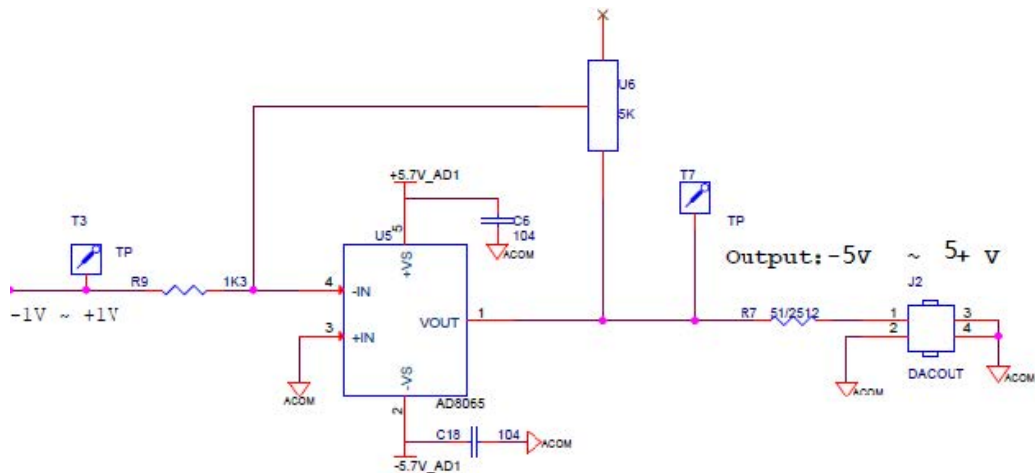 U6
5K
+5.7V_AD1
T7
T3
C6
TP
104
U5
5
TP
ACOM
+VS
Output:-5v ~ 5+ v
J2
R9
1K3
4
-IN
-1V ~ +1V
VOUT
1
R7
51/2512
1
3
3
+IN
2
4
-VS
ACOM
AD8065
ACOM
DACOUT
ACOM
2
C18
104
ACOM
-5.7V_AD1